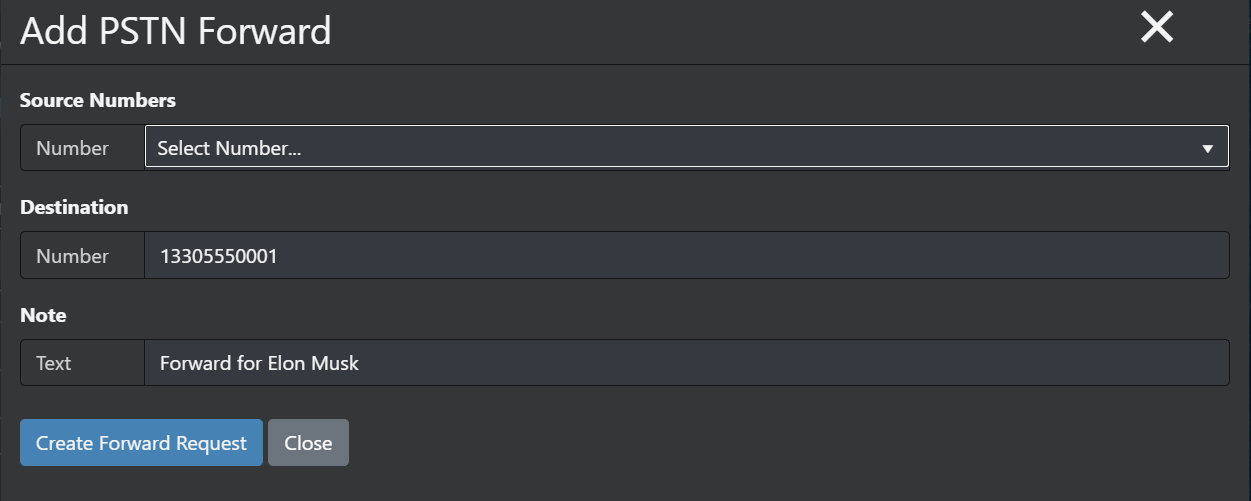 Add PSTN Forward
Source Numbers
Number Select Number...
Destination
Number 13305550001
Note
Text Forward for Elon Musk
Create Forward Request Close